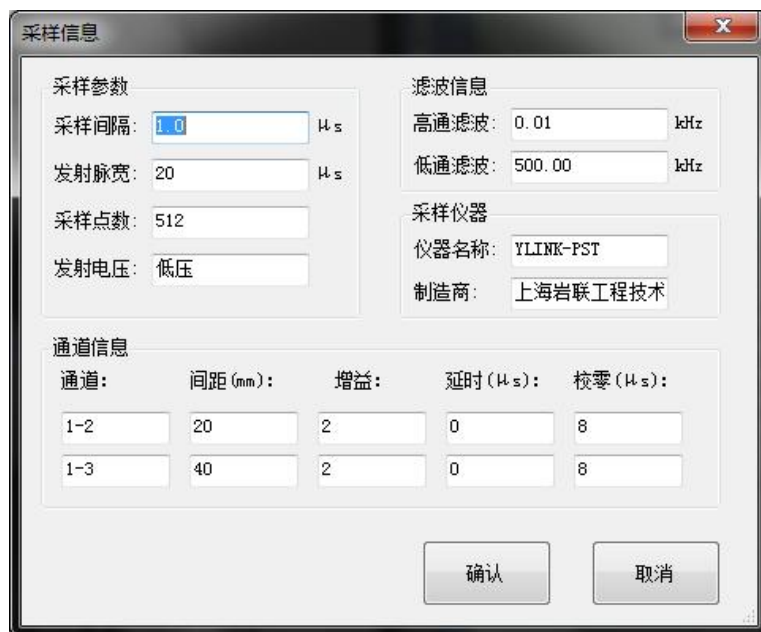 采样信息
采样参数
采样间隔: 1.0 μs
发射脉宽: 20 μs
采样点数: 512
发射电压: 低压
滤波信息
高通滤波: 0.01 kHz
低通滤波: 500.00 kHz
采样仪器
仪器名称: YLINK-PST
制造商: 上海岩联工程技术
通道信息
通道: 间距(mm): 增益: 延时(μs): 校零(μs):
1-2 20 2 0 8
1-3 40 2 0 8
确认 取消